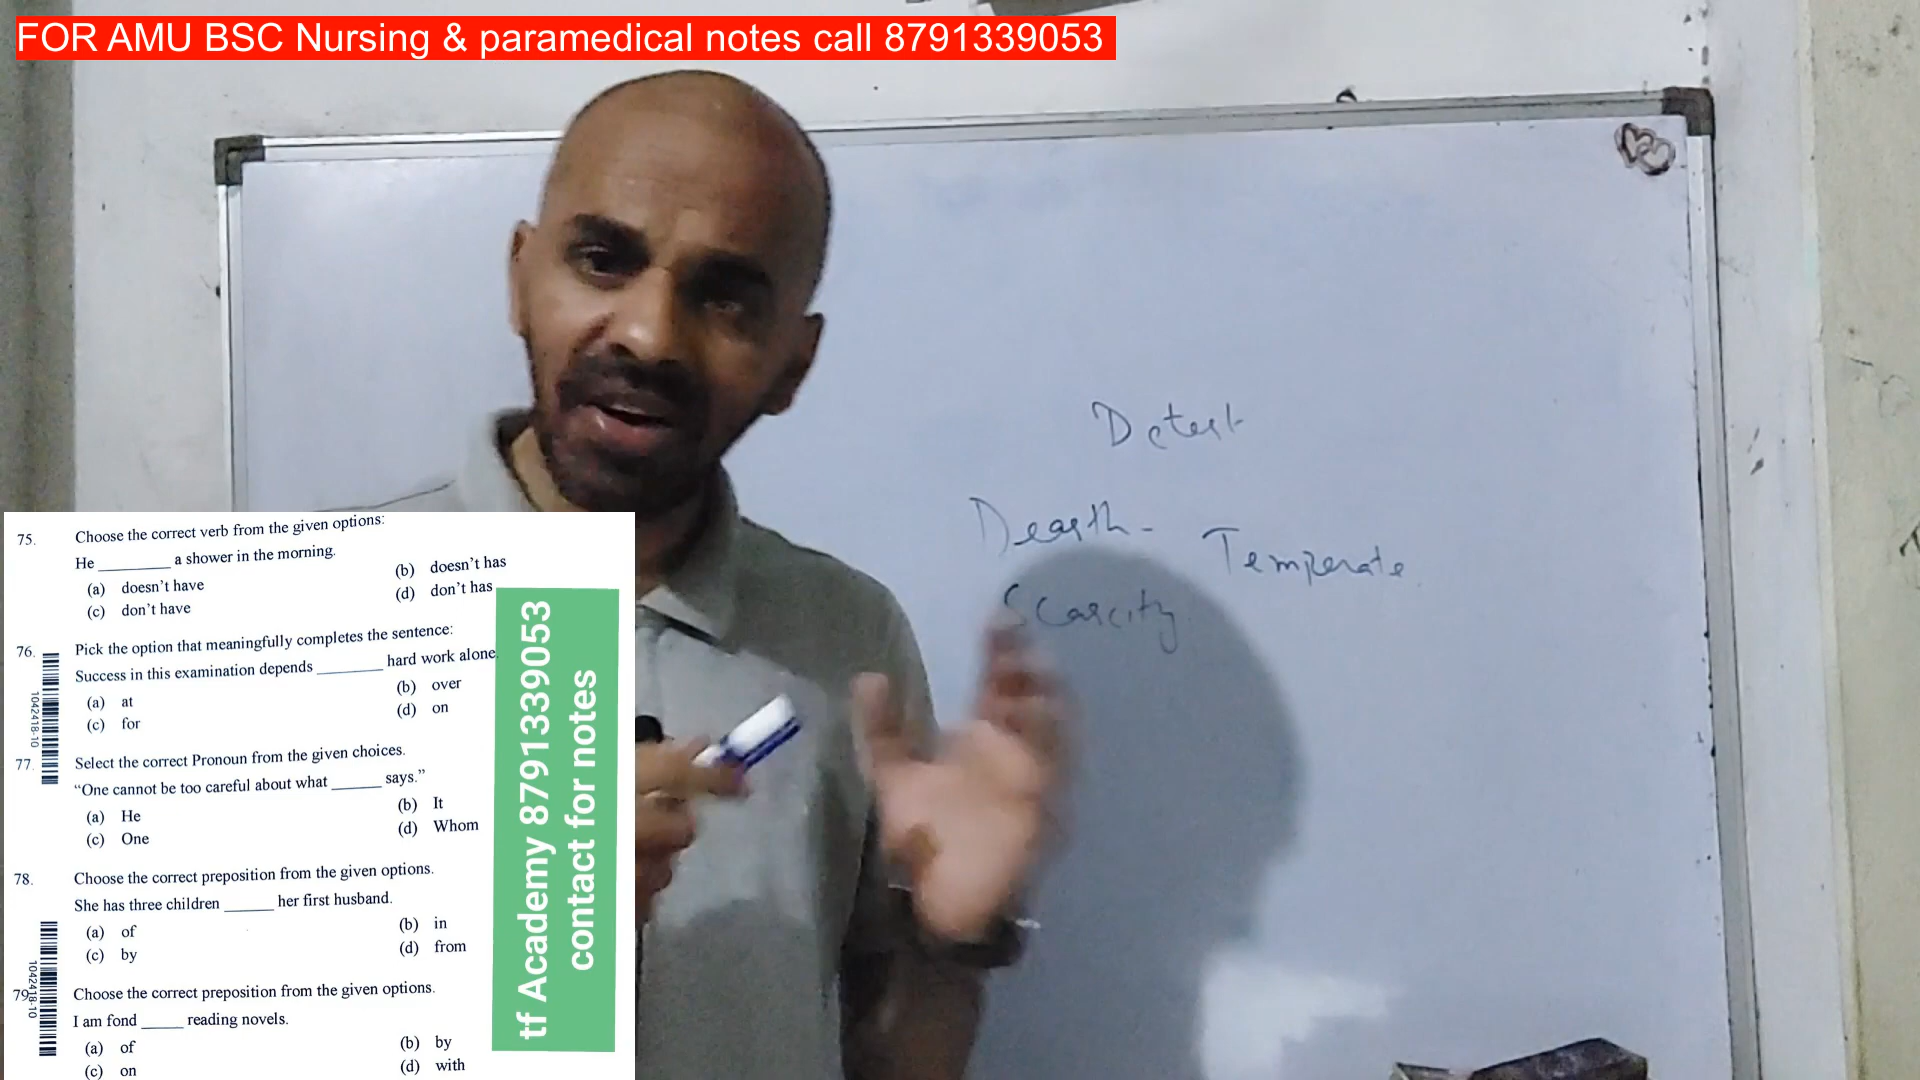 FOR AMU BSC Nursing & paramedical notes call 8791339053
Detest
Dearth - Temperate
Scarcity
75. Choose the correct verb from the given options:
He ________ a shower in the morning.
(a) doesn't have (b) doesn't has
(c) don't have (d) don't has
76. Pick the option that meaningfully completes the sentence:
Success in this examination depends ________ hard work alone.
(a) at (b) over
(c) for (d) on
77. Select the correct Pronoun from the given choices.
"One cannot be too careful about what ______ says."
(a) He (b) It
(c) One (d) Whom
78. Choose the correct preposition from the given options.
She has three children ______ her first husband.
(a) of (b) in
(c) by (d) from
79. Choose the correct preposition from the given options.
I am fond _____ reading novels.
(a) of (b) by
(c) on (d) with
1042418-10
1042418-10
tf Academy 8791339053
contact for notes